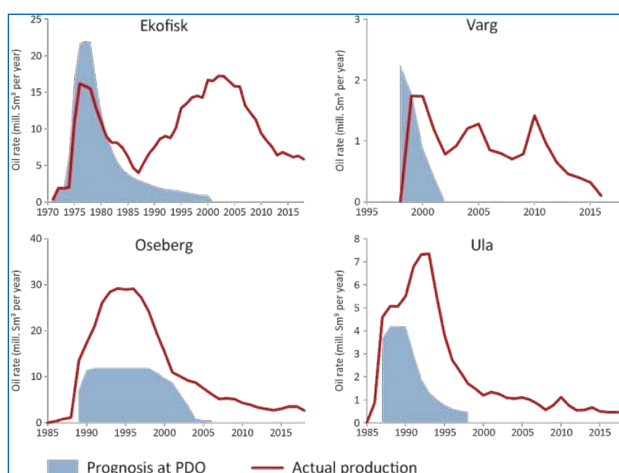 Ekofisk
Oil rate (mill. Sm³ per year)
25
20
15
10
5
0
1970 1975 1980 1985 1990 1995 2000 2005 2010 2015
Varg
Oil rate (mill. Sm³ per year)
3
2
1
0
1995 2000 2005 2010 2015
Oseberg
Oil rate (mill. Sm³ per year)
40
30
20
10
0
1985 1990 1995 2000 2005 2010 2015
Ula
Oil rate (mill. Sm³ per year)
8
7
6
5
4
3
2
1
0
1985 1990 1995 2000 2005 2010 2015
Prognosis at PDO Actual production